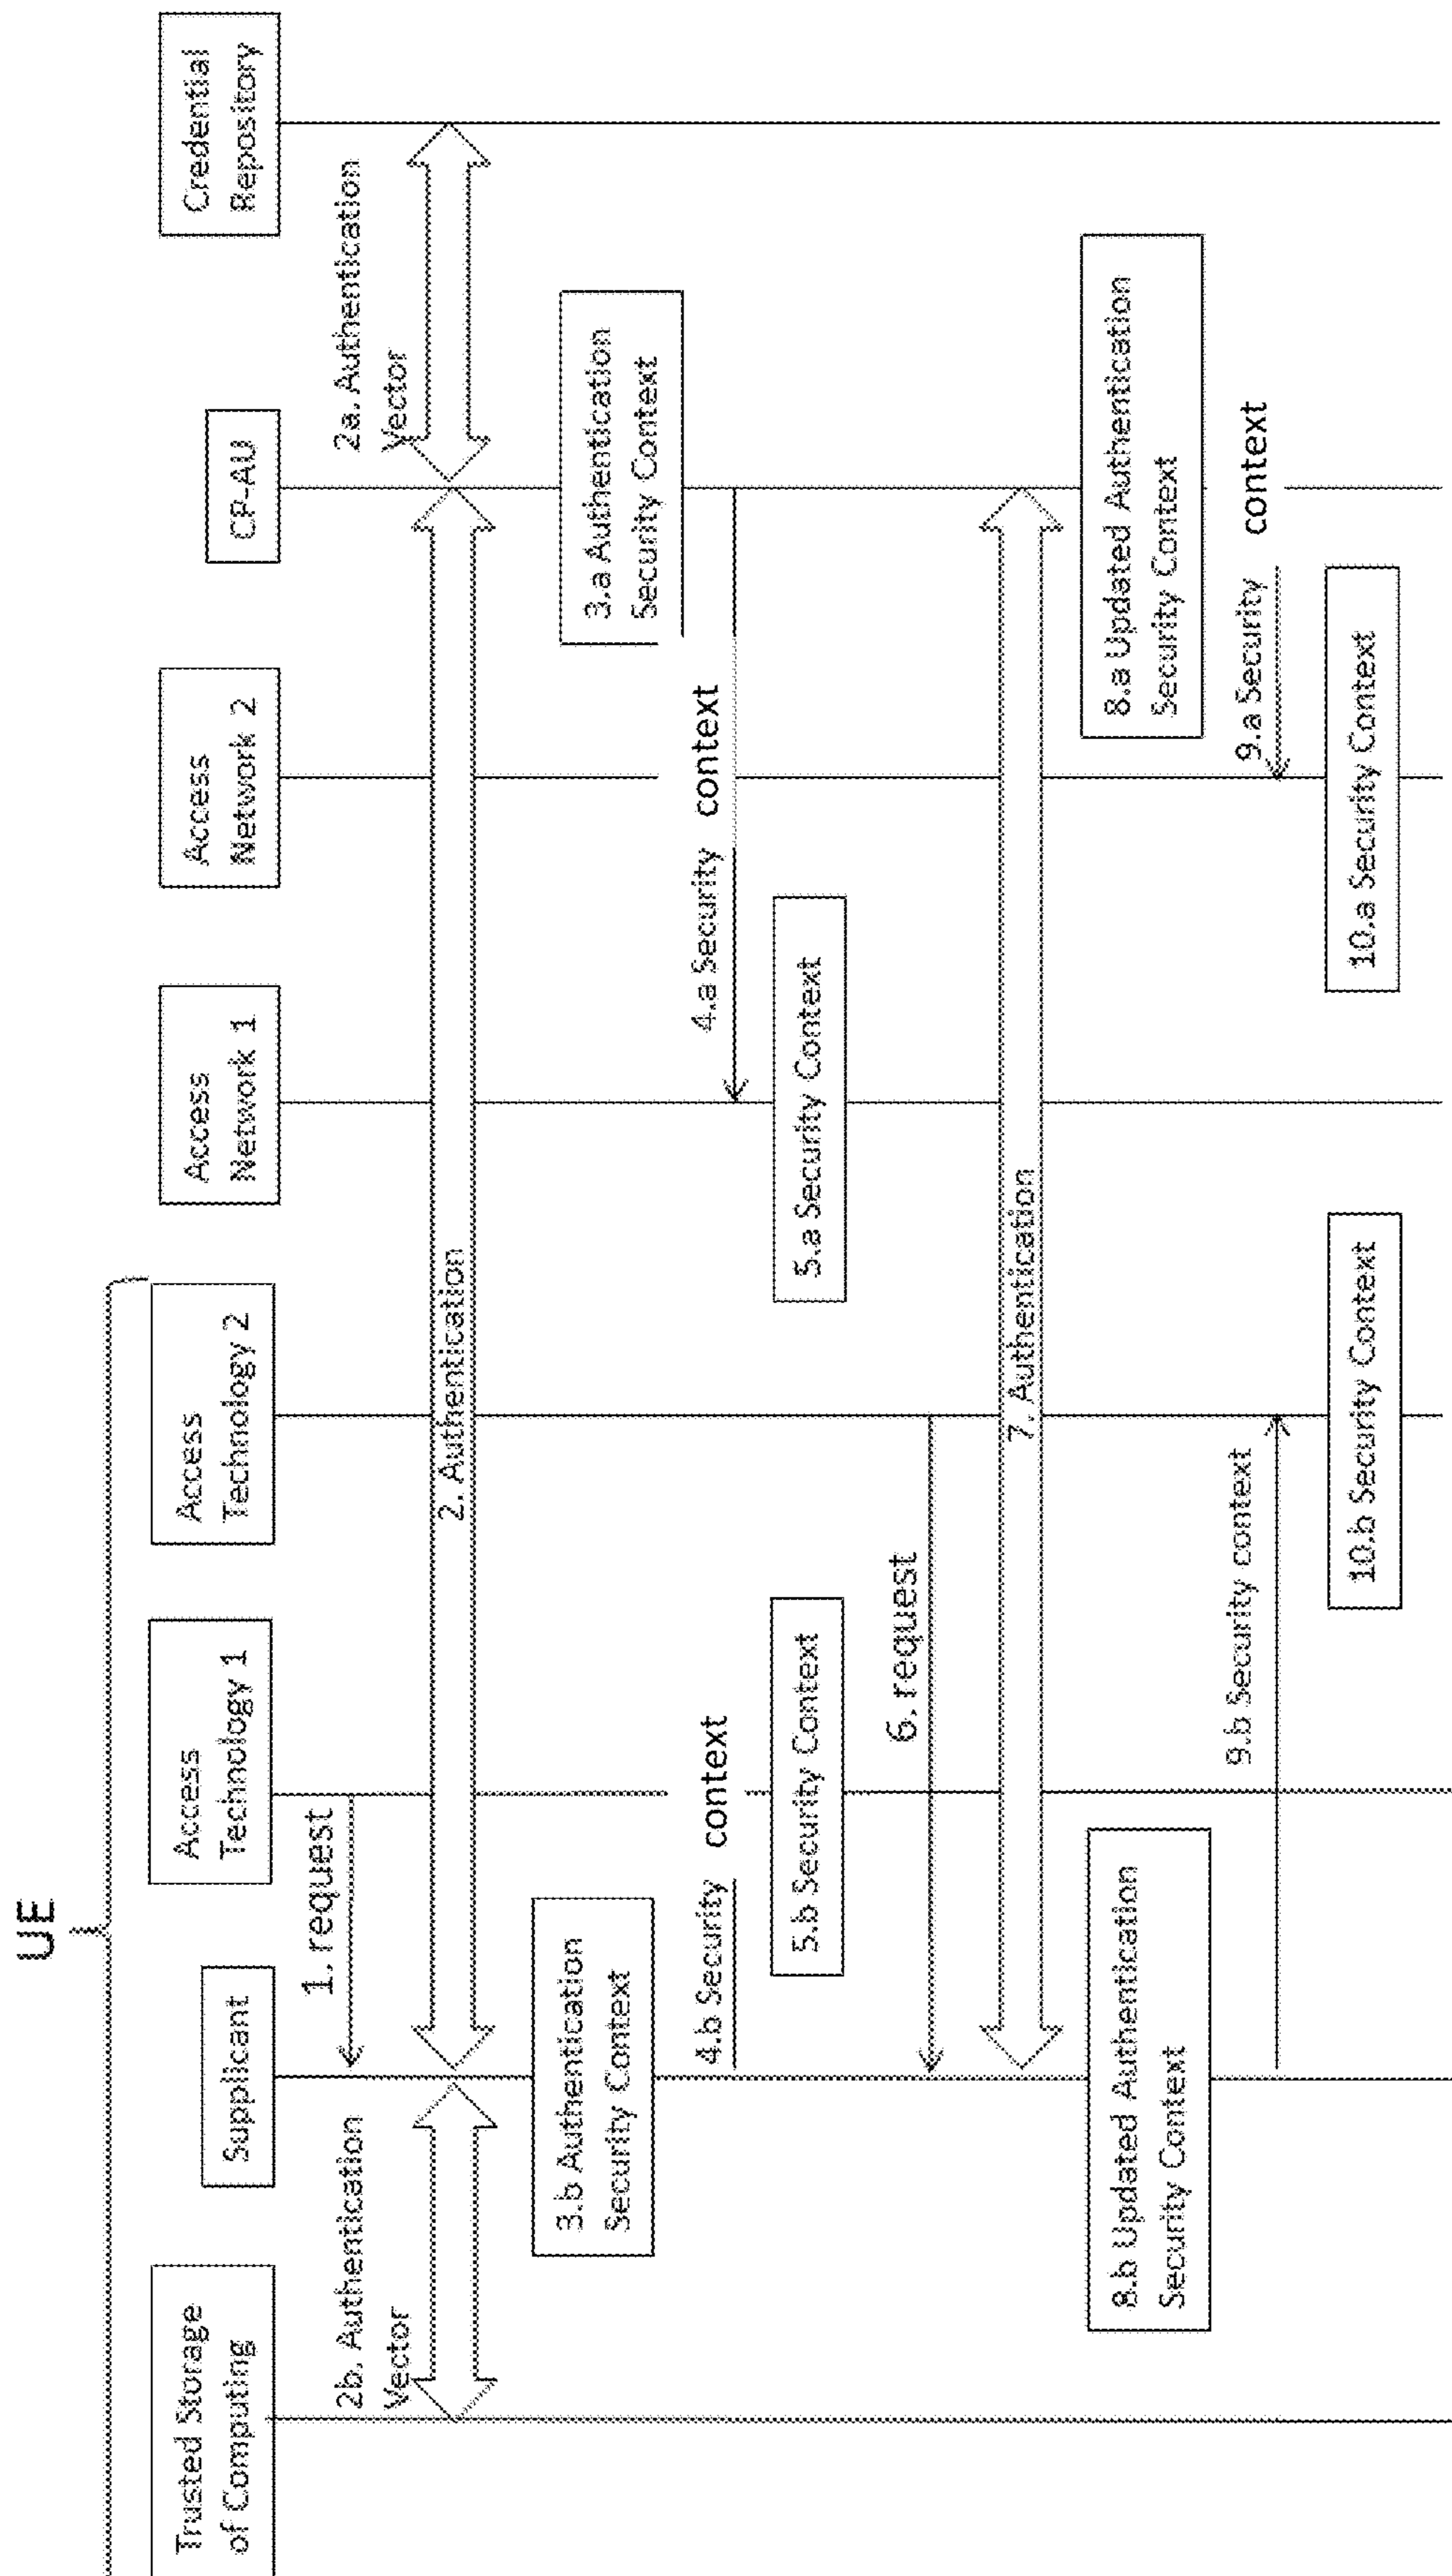 UE
Trusted Storage
of Computing
Supplicant
Access
Technology 1
Access
Technology 2
Access
Network 1
Access
Network 2
CP-AU
Credential
Repository
1. request
2b. Authentication
Vector
2. Authentication
2a. Authentication
Vector
3.b Authentication
Security Context
3.a Authentication
Security Context
4.b Security context
4.a Security context
5.b Security Context
5.a Security Context
6. request
7. Authentication
8.b Updated Authentication
Security Context
8.a Updated Authentication
Security Context
9.b Security context
9.a Security context
10.b Security Context
10.a Security Context